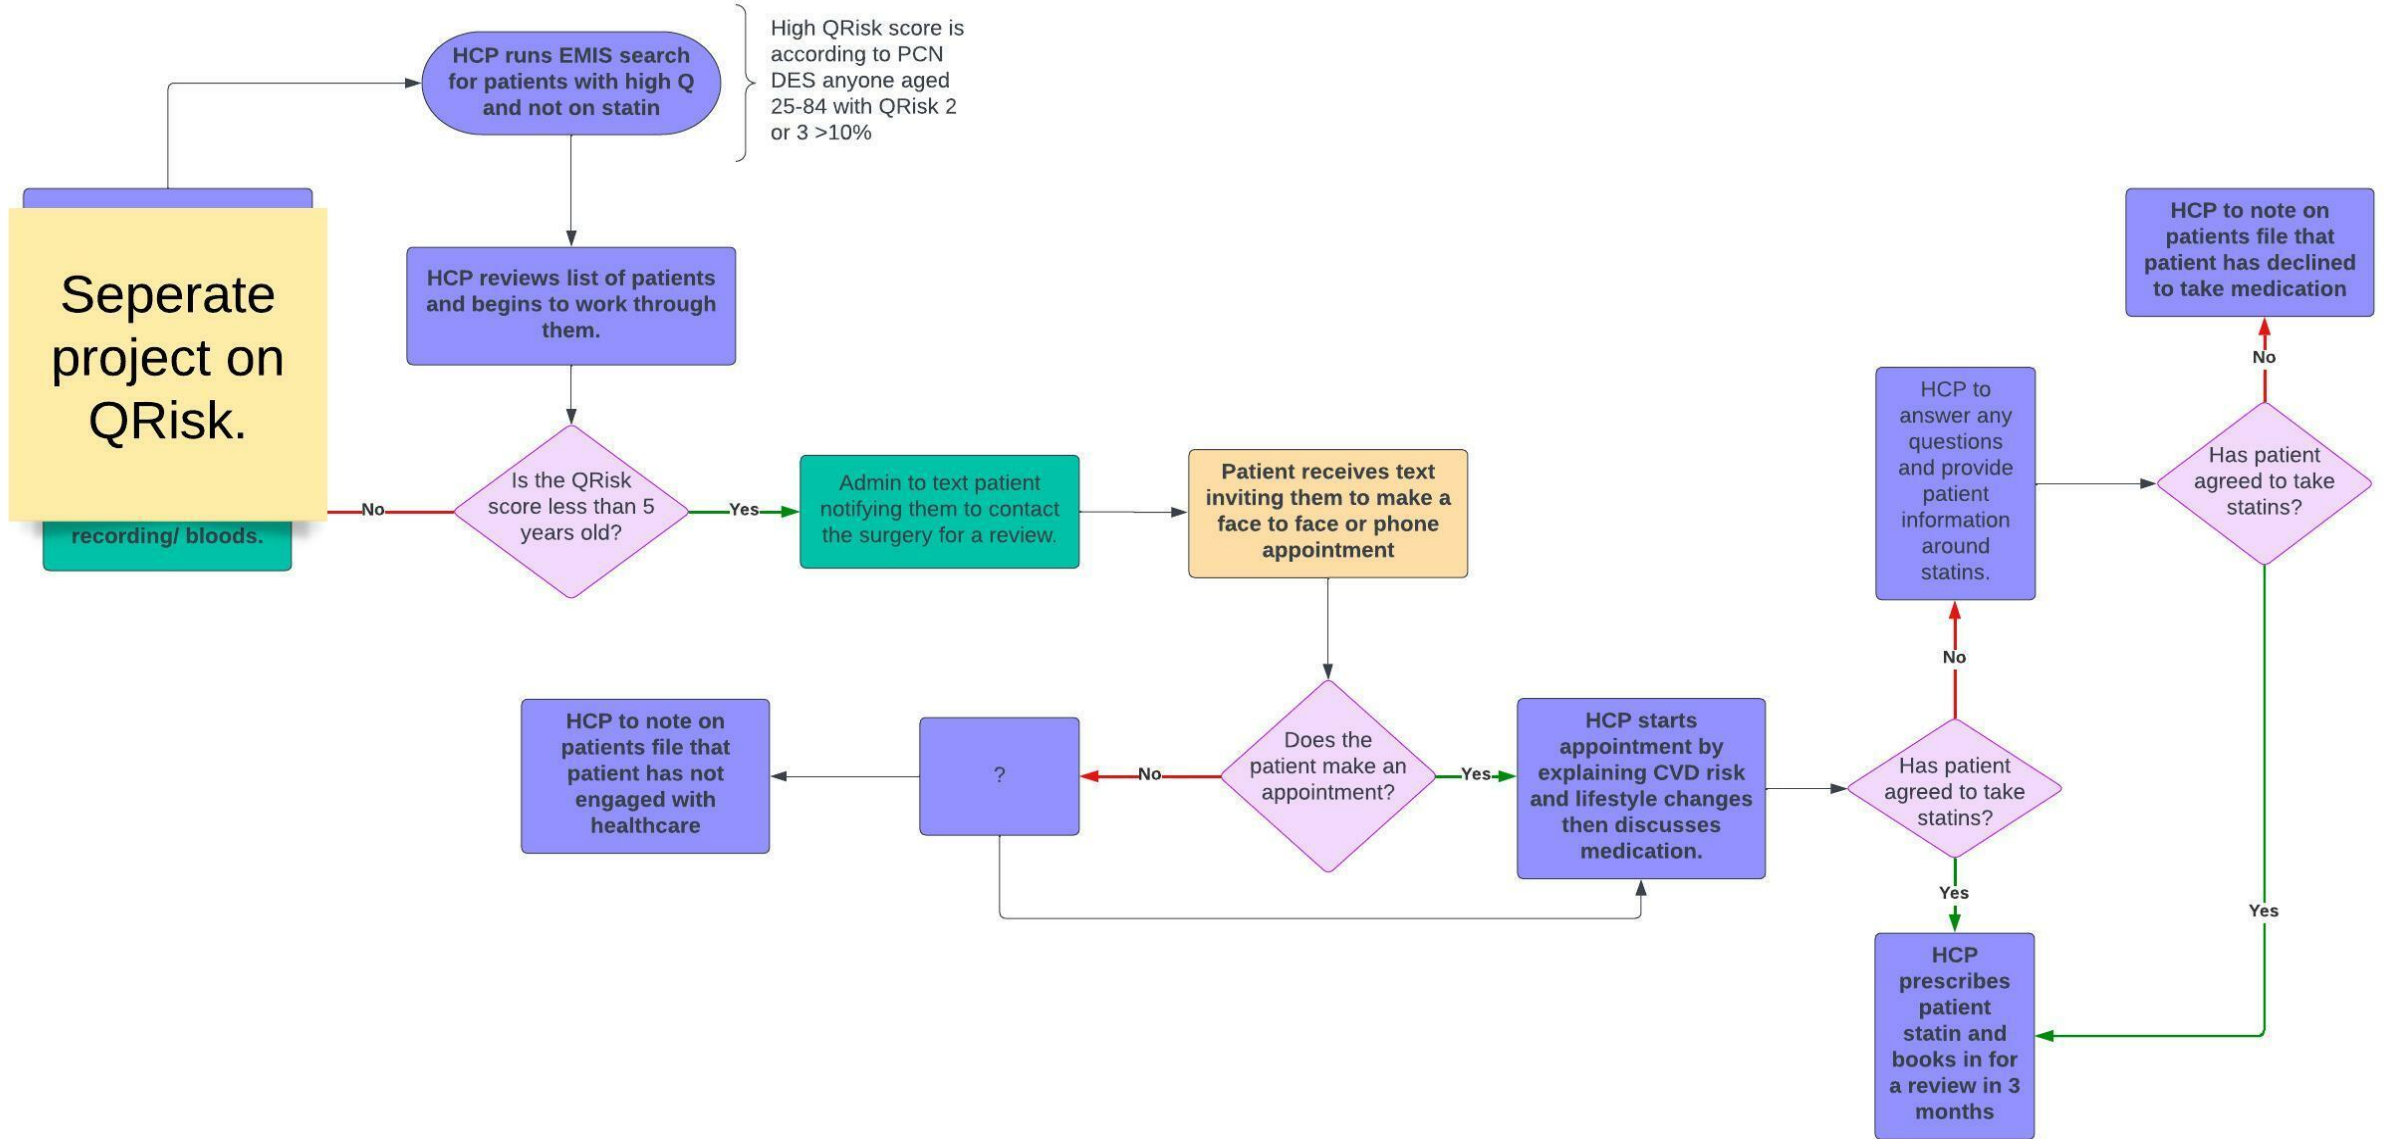 HCP runs EMIS search
for patients with high Q
and not on statin
High QRisk score is
according to PCN
DES anyone aged
25-84 with QRisk 2
or 3 >10%
Seperate
project on
QRisk.
recording/ bloods.
HCP reviews list of patients
and begins to work through
them.
No
Is the QRisk
score less than 5
years old?
Yes
Admin to text patient
notifying them to contact
the surgery for a review.
Patient receives text
inviting them to make a
face to face or phone
appointment
Does the
patient make an
appointment?
No
?
HCP to note on
patients file that
patient has not
engaged with
healthcare
Yes
HCP starts
appointment by
explaining CVD risk
and lifestyle changes
then discusses
medication.
Has patient
agreed to take
statins?
No
HCP to
answer any
questions
and provide
patient
information
around
statins.
Yes
HCP
prescribes
patient
statin and
books in for
a review in 3
months
Has patient
agreed to take
statins?
No
HCP to note on
patients file that
patient has declined
to take medication
Yes